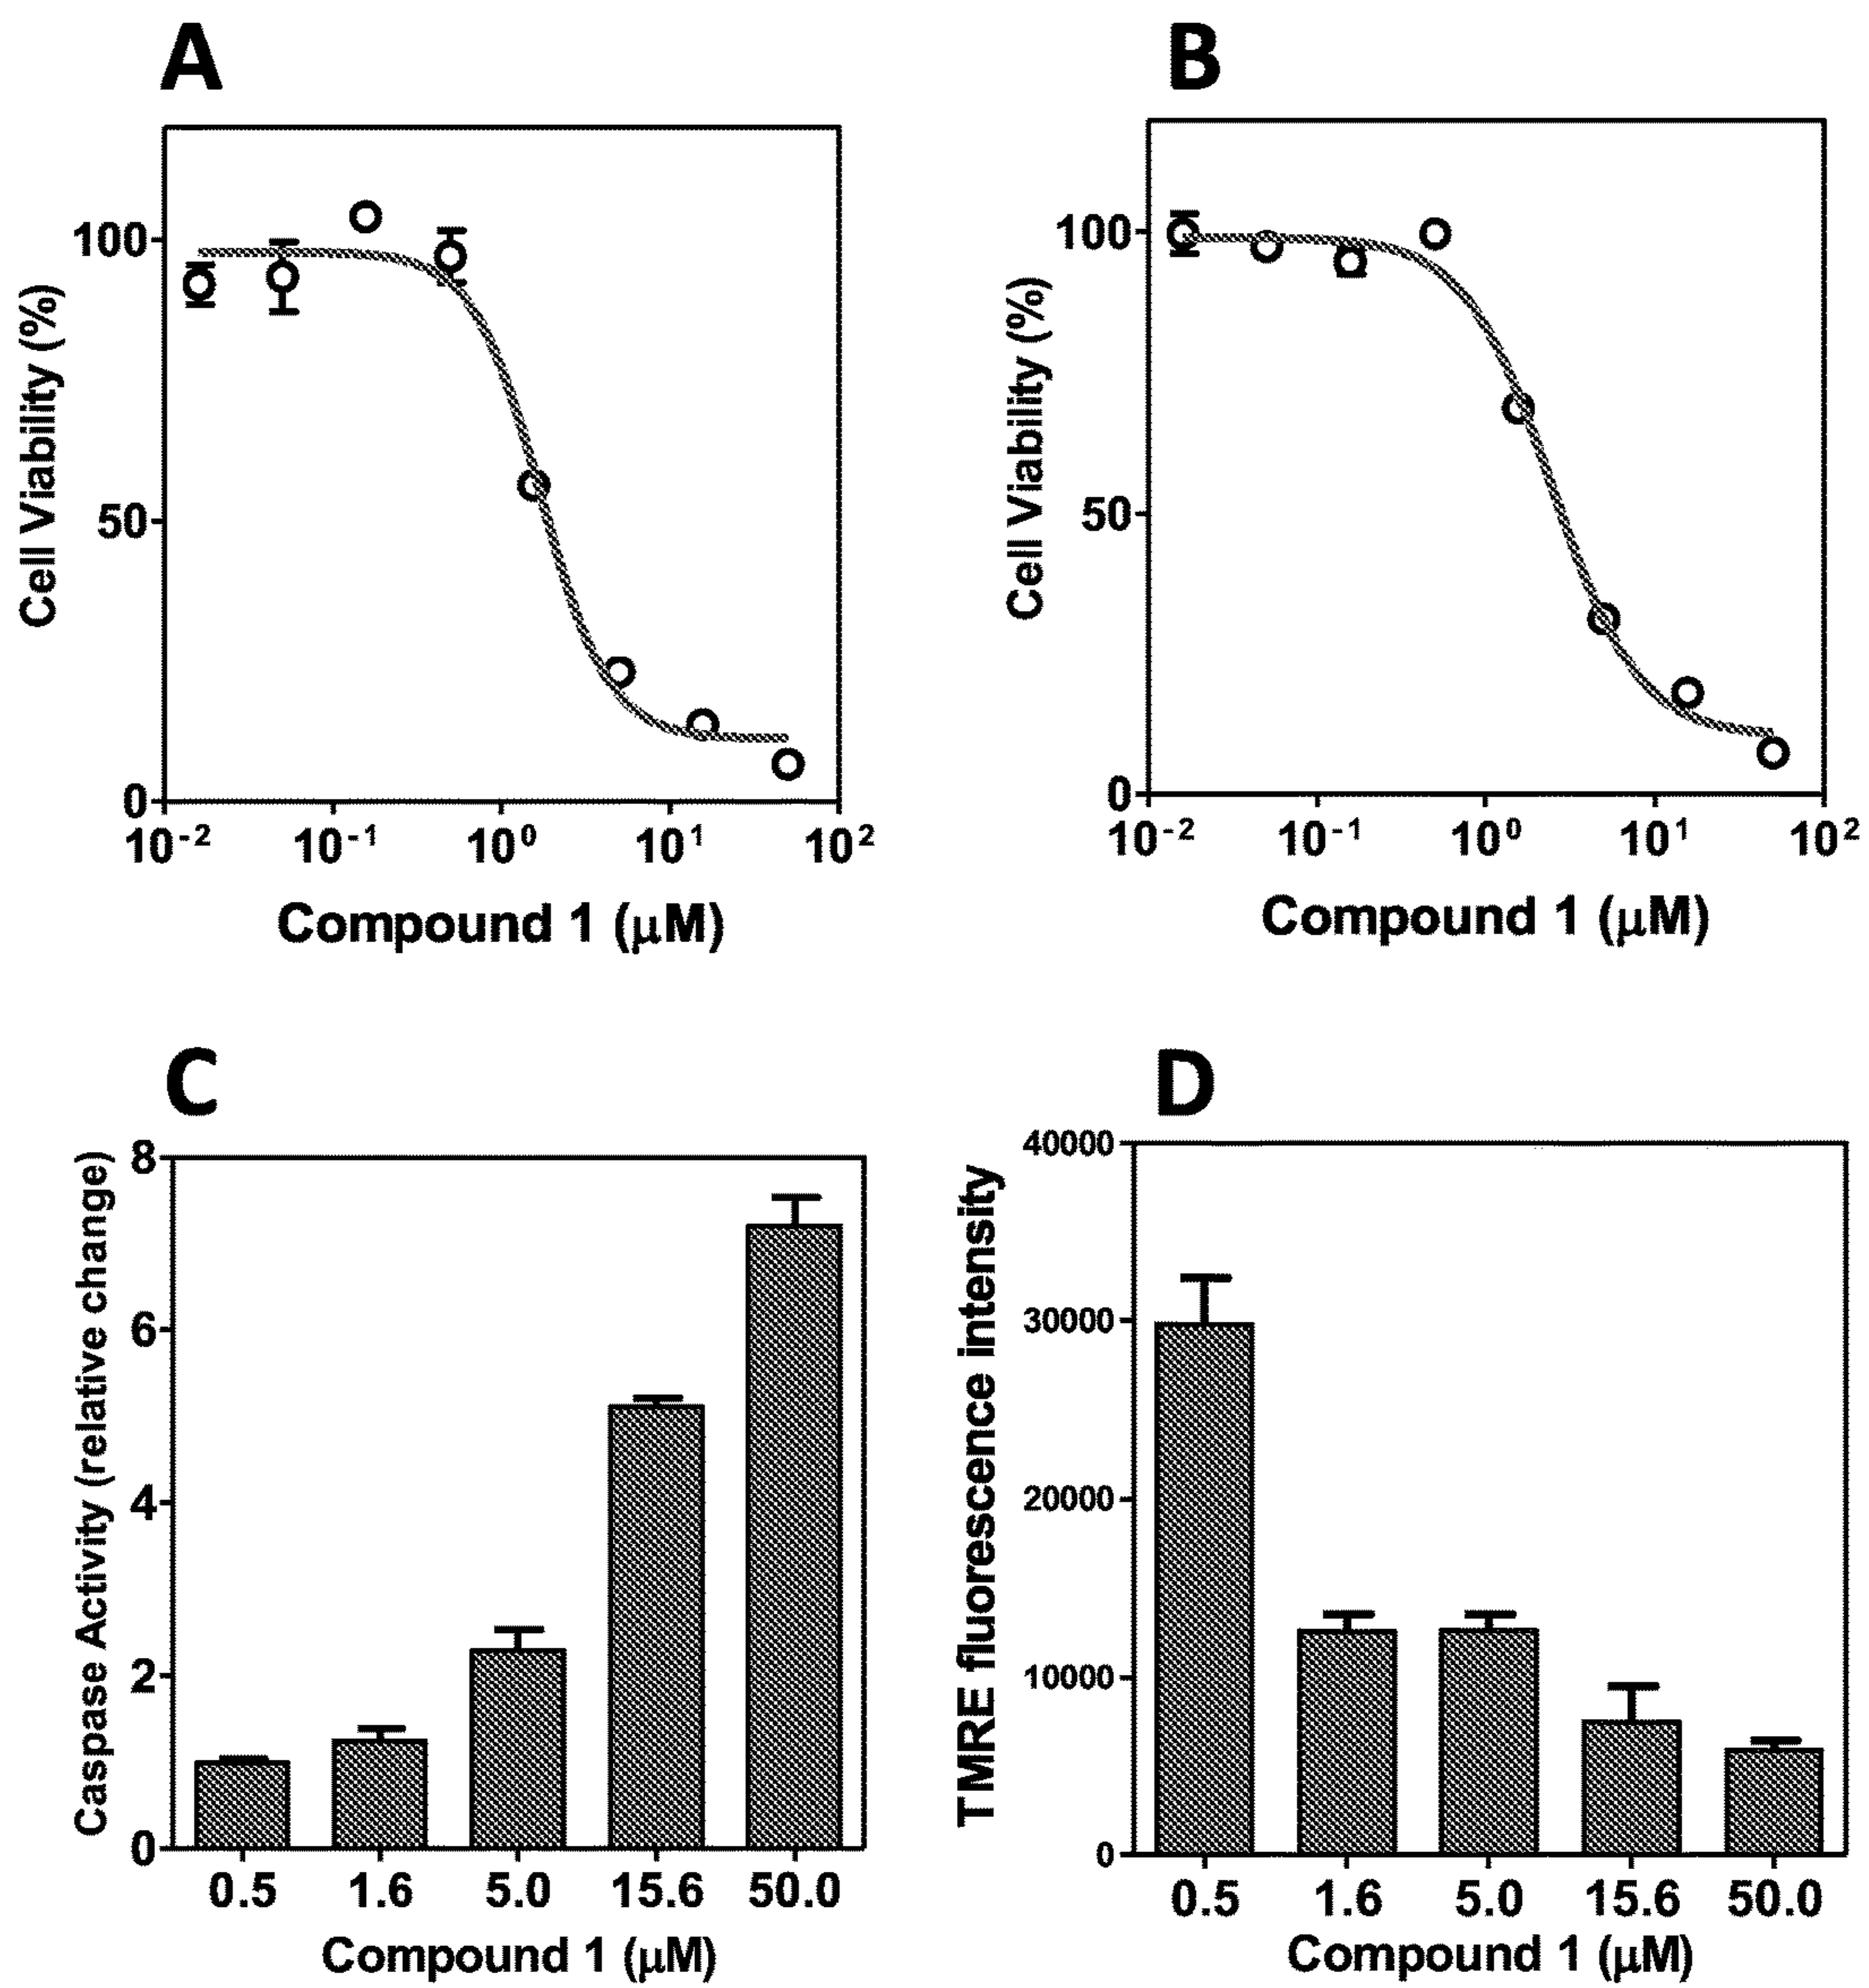 A
Cell Viability (%)
100
50
0
10⁻² 10⁻¹ 10⁰ 10¹ 10²
Compound 1 (μM)
B
Cell Viability (%)
100
50
0
10⁻² 10⁻¹ 10⁰ 10¹ 10²
Compound 1 (μM)
C
Caspase Activity (relative change)
8
6
4
2
0
0.5 1.6 5.0 15.6 50.0
Compound 1 (μM)
D
TMRE fluorescence intensity
40000
30000
20000
10000
0
0.5 1.6 5.0 15.6 50.0
Compound 1 (μM)